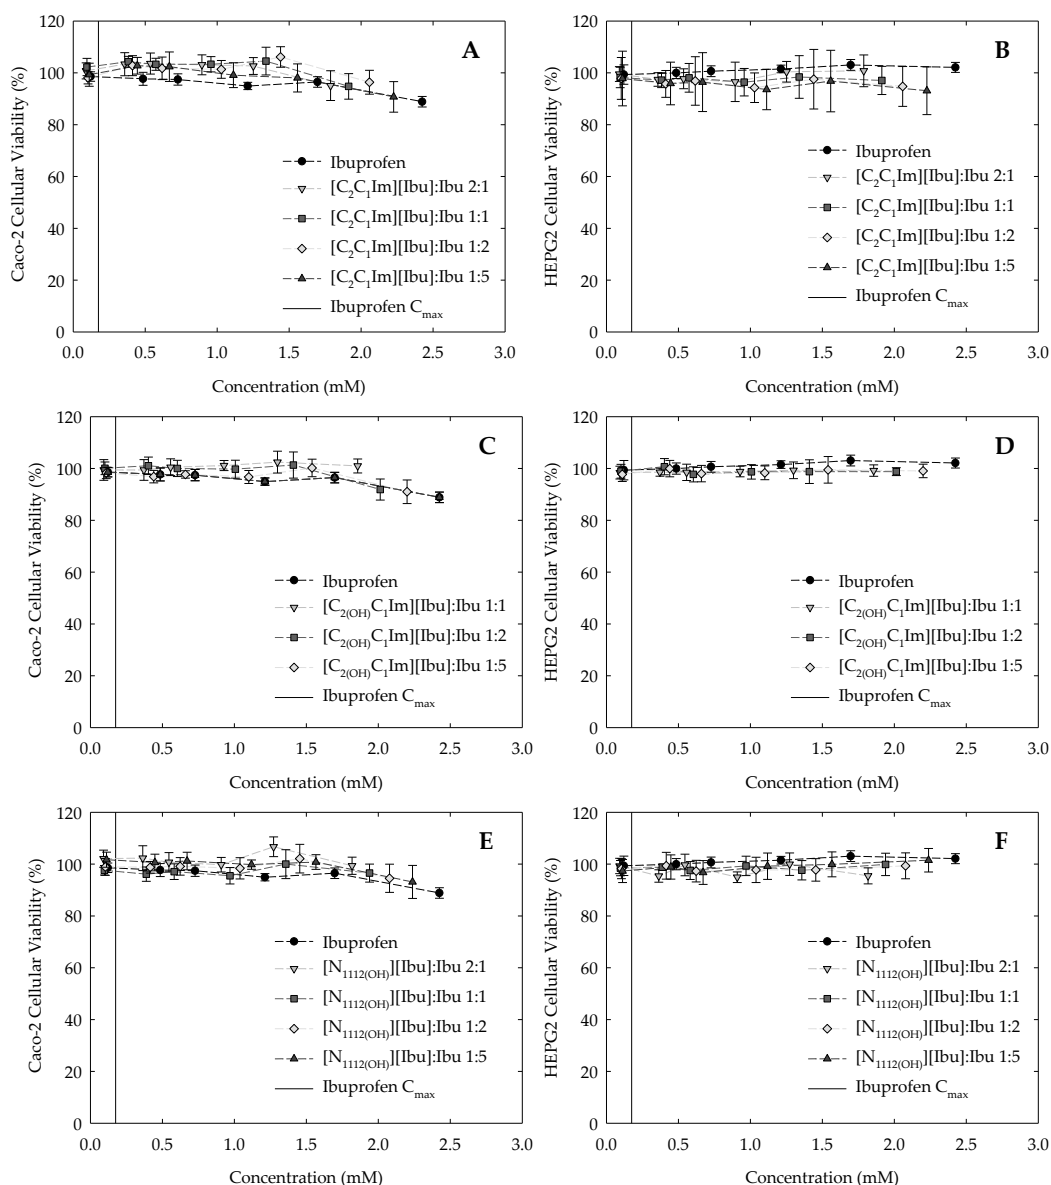 A
Caco-2 Cellular Viability (%)
120
100
80
60
40
20
0
Ibuprofen
[C₂C₁Im][Ibu]:Ibu 2:1
[C₂C₁Im][Ibu]:Ibu 1:1
[C₂C₁Im][Ibu]:Ibu 1:2
[C₂C₁Im][Ibu]:Ibu 1:5
Ibuprofen Cmax
0.0 0.5 1.0 1.5 2.0 2.5 3.0
Concentration (mM)
B
HEPG2 Cellular Viability (%)
120
100
80
60
40
20
0
Ibuprofen
[C₂C₁Im][Ibu]:Ibu 2:1
[C₂C₁Im][Ibu]:Ibu 1:1
[C₂C₁Im][Ibu]:Ibu 1:2
[C₂C₁Im][Ibu]:Ibu 1:5
Ibuprofen Cmax
0.0 0.5 1.0 1.5 2.0 2.5 3.0
Concentration (mM)
C
Caco-2 Cellular Viability (%)
120
100
80
60
40
20
0
Ibuprofen
[C2(OH)C₁Im][Ibu]:Ibu 1:1
[C2(OH)C₁Im][Ibu]:Ibu 1:2
[C2(OH)C₁Im][Ibu]:Ibu 1:5
Ibuprofen Cmax
0.0 0.5 1.0 1.5 2.0 2.5 3.0
Concentration (mM)
D
HEPG2 Cellular Viability (%)
120
100
80
60
40
20
0
Ibuprofen
[C2(OH)C₁Im][Ibu]:Ibu 1:1
[C2(OH)C₁Im][Ibu]:Ibu 1:2
[C2(OH)C₁Im][Ibu]:Ibu 1:5
Ibuprofen Cmax
0.0 0.5 1.0 1.5 2.0 2.5 3.0
Concentration (mM)
E
Caco-2 Cellular Viability (%)
120
100
80
60
40
20
0
Ibuprofen
[N1112(OH)][Ibu]:Ibu 2:1
[N1112(OH)][Ibu]:Ibu 1:1
[N1112(OH)][Ibu]:Ibu 1:2
[N1112(OH)][Ibu]:Ibu 1:5
Ibuprofen Cmax
0.0 0.5 1.0 1.5 2.0 2.5 3.0
Concentration (mM)
F
HEPG2 Cellular Viability (%)
120
100
80
60
40
20
0
Ibuprofen
[N1112(OH)][Ibu]:Ibu 2:1
[N1112(OH)][Ibu]:Ibu 1:1
[N1112(OH)][Ibu]:Ibu 1:2
[N1112(OH)][Ibu]:Ibu 1:5
Ibuprofen Cmax
0.0 0.5 1.0 1.5 2.0 2.5 3.0
Concentration (mM)